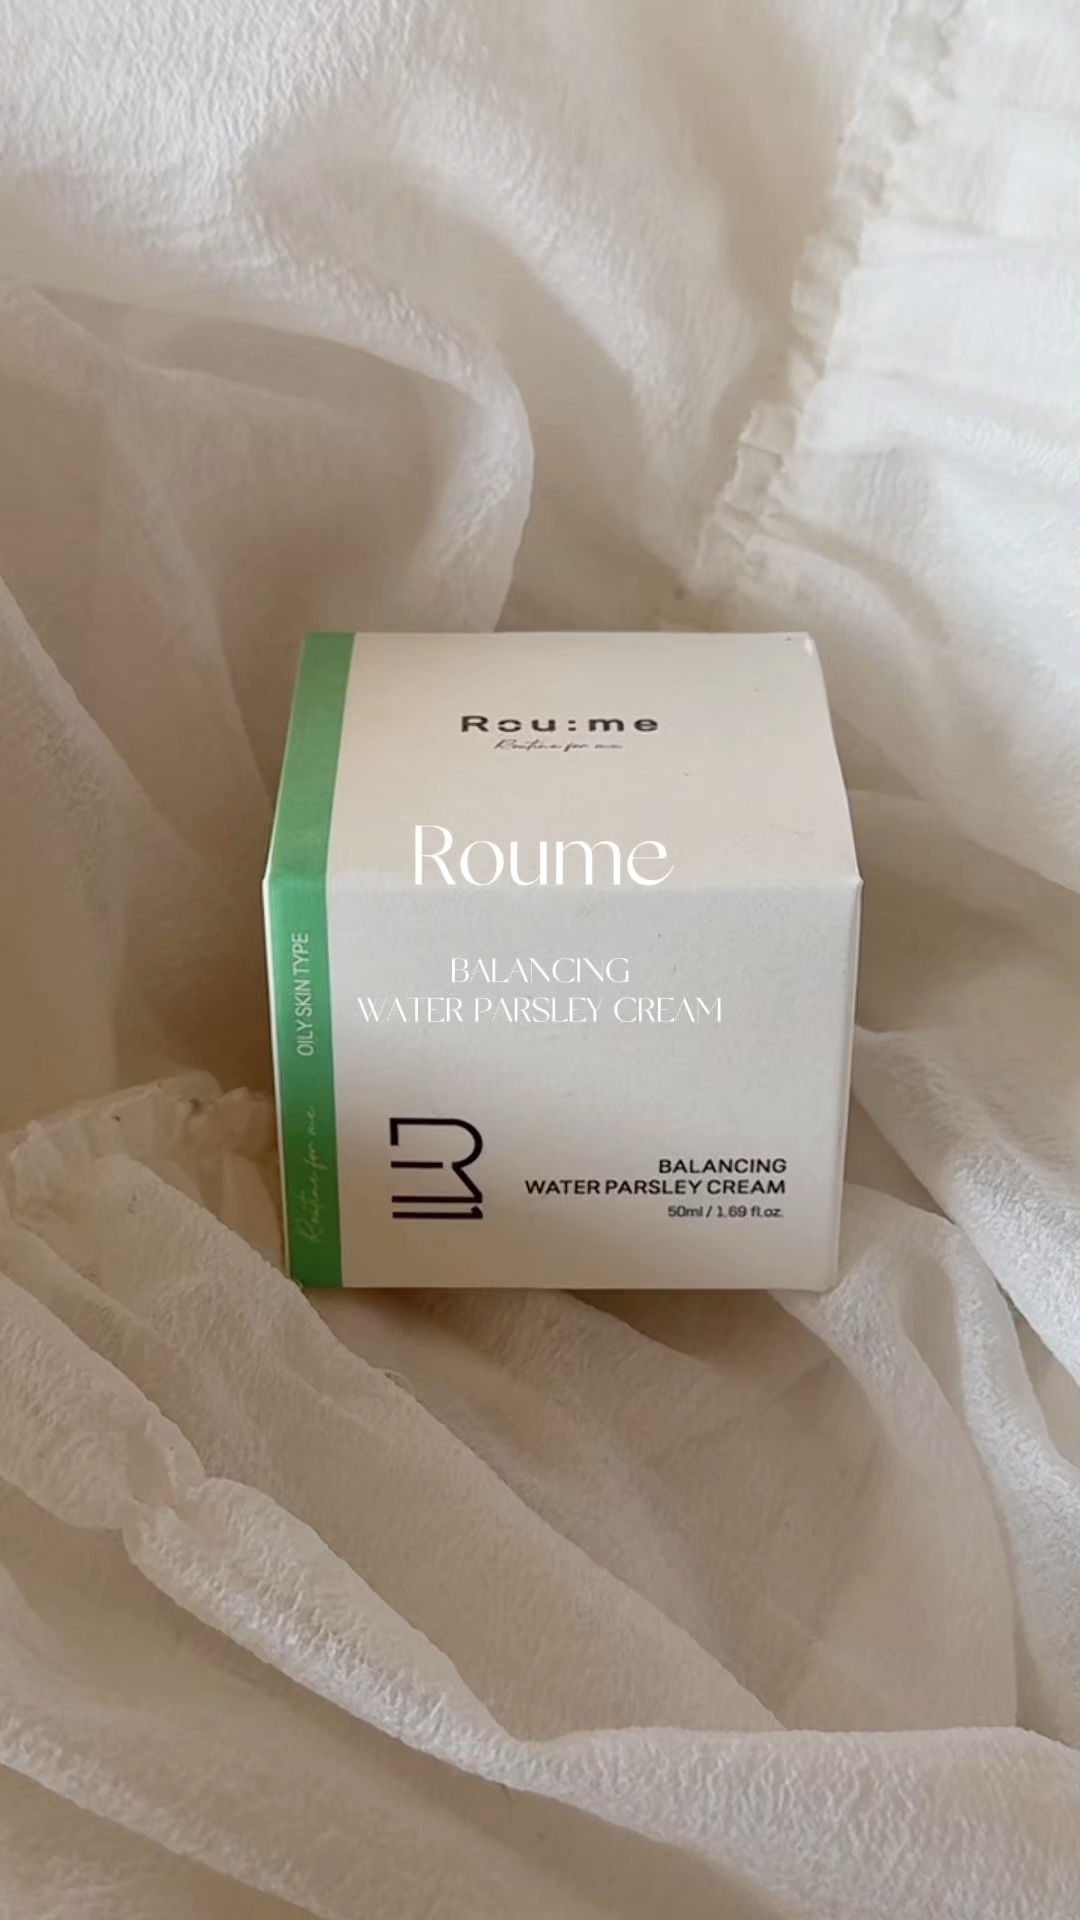 Rou:me
Routine for me
Roume
BALANCING
WATER PARSLEY CREAM
OILY SKIN TYPE
Routine for me
BALANCING
WATER PARSLEY CREAM
50ml / 1.69 fl.oz.